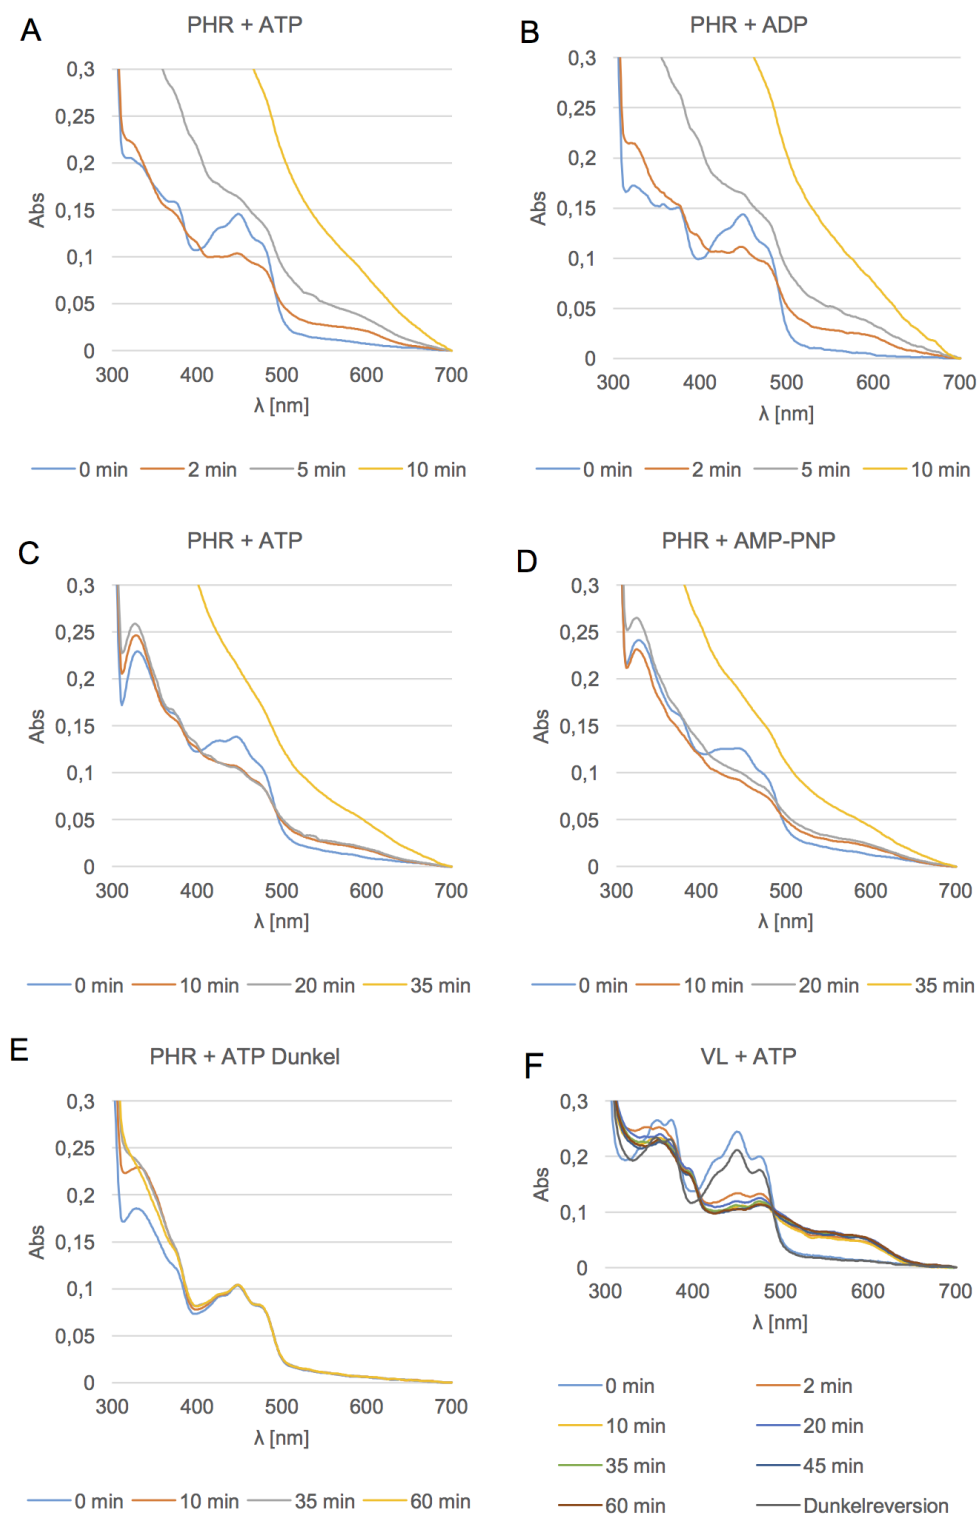 A
PHR + ATP
0,3
0,25
0,2
0,15
0,1
0,05
0
Abs
300 400 500 600 700
λ [nm]
0 min 2 min 5 min 10 min
B
PHR + ADP
0,3
0,25
0,2
0,15
0,1
0,05
0
Abs
300 400 500 600 700
λ [nm]
0 min 2 min 5 min 10 min
C
PHR + ATP
0,3
0,25
0,2
0,15
0,1
0,05
0
Abs
300 400 500 600 700
λ [nm]
0 min 10 min 20 min 35 min
D
PHR + AMP-PNP
0,3
0,25
0,2
0,15
0,1
0,05
0
Abs
300 400 500 600 700
λ [nm]
0 min 10 min 20 min 35 min
E
PHR + ATP Dunkel
0,3
0,25
0,2
0,15
0,1
0,05
0
Abs
300 400 500 600 700
λ [nm]
0 min 10 min 35 min 60 min
F
VL + ATP
0,3
0,2
0,1
0
Abs
300 400 500 600 700
λ [nm]
0 min 2 min
10 min 20 min
35 min 45 min
60 min Dunkelreversion